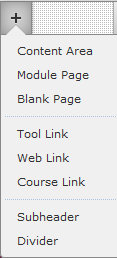 +
Content Area
Module Page
Blank Page
Tool Link
Web Link
Course Link
Subheader
Divider